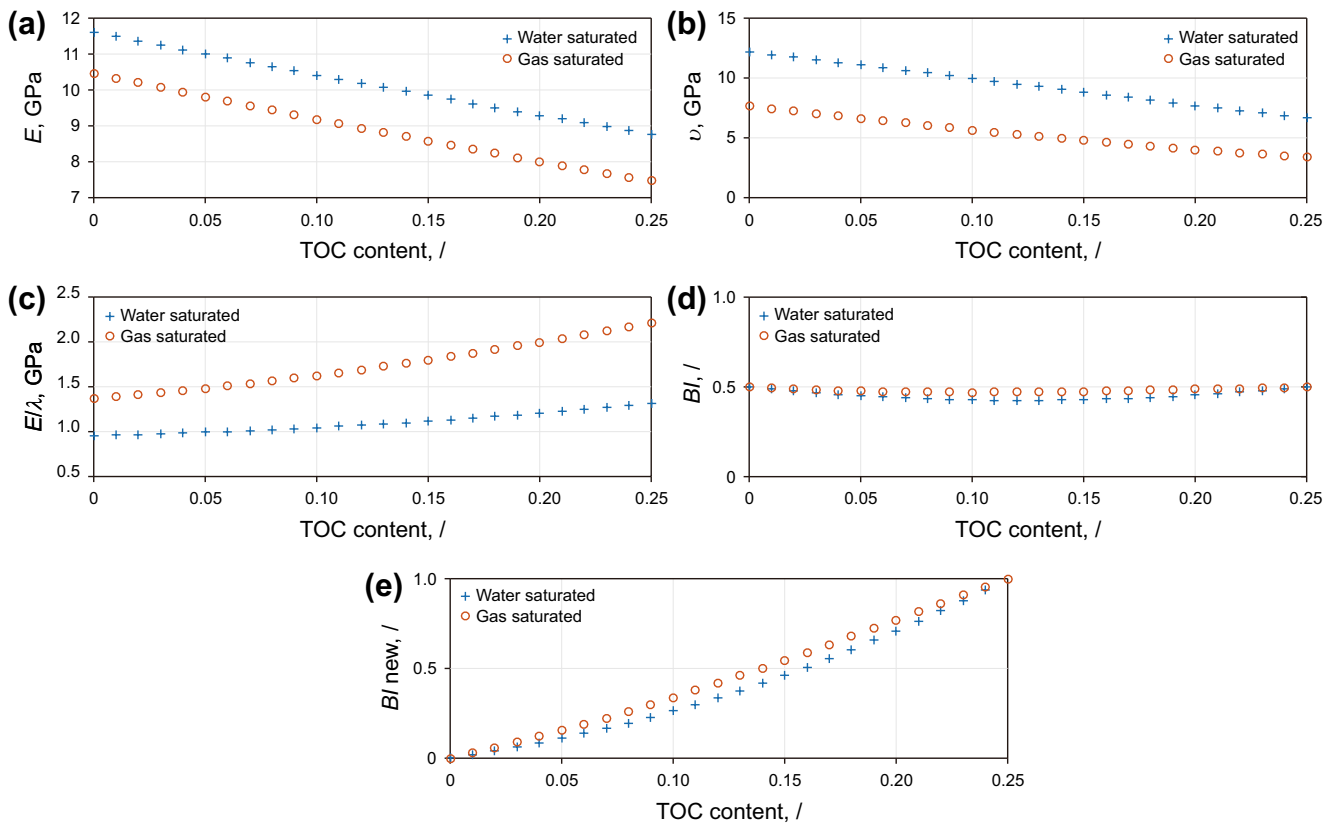 (a)
12
11
10
9
8
7
E, GPa
Water saturated
Gas saturated
0 0.05 0.10 0.15 0.20 0.25
TOC content, /
(b)
15
10
5
0
υ, GPa
Water saturated
Gas saturated
0 0.05 0.10 0.15 0.20 0.25
TOC content, /
(c)
2.5
2.0
1.5
1.0
0.5
E/λ, GPa
Water saturated
Gas saturated
0 0.05 0.10 0.15 0.20 0.25
TOC content, /
(d)
1.0
0.5
0
BI, /
Water saturated
Gas saturated
0 0.05 0.10 0.15 0.20 0.25
TOC content, /
(e)
1.0
0.5
0
BI new, /
Water saturated
Gas saturated
0 0.05 0.10 0.15 0.20 0.25
TOC content, /